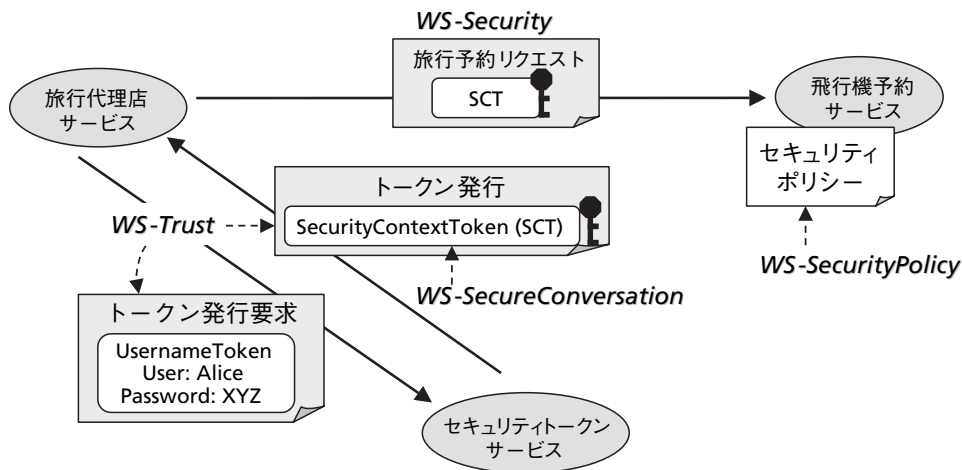 WS-Security
旅行予約リクエスト
SCT
旅行代理店
サービス
飛行機予約
サービス
セキュリティ
ポリシー
トークン発行
SecurityContextToken (SCT)
WS-Trust
WS-SecurityPolicy
WS-SecureConversation
トークン発行要求
UsernameToken
User: Alice
Password: XYZ
セキュリティトークン
サービス